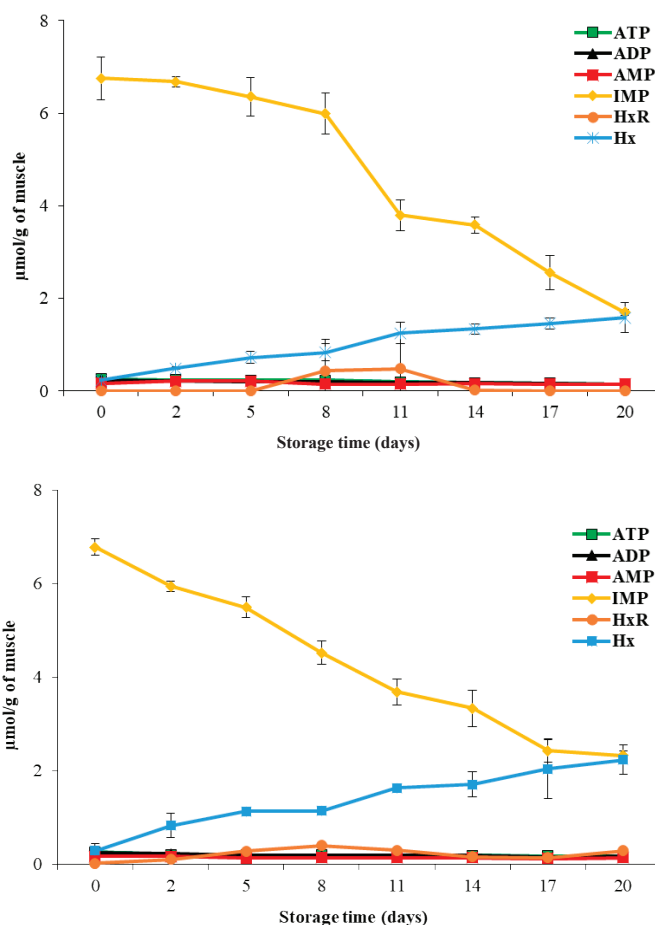 8
6
4
2
0
µmol/g of muscle
0 2 5 8 11 14 17 20
Storage time (days)
ATP
ADP
AMP
IMP
HxR
Hx
8
6
4
2
0
µmol/g of muscle
0 2 5 8 11 14 17 20
Storage time (days)
ATP
ADP
AMP
IMP
HxR
Hx